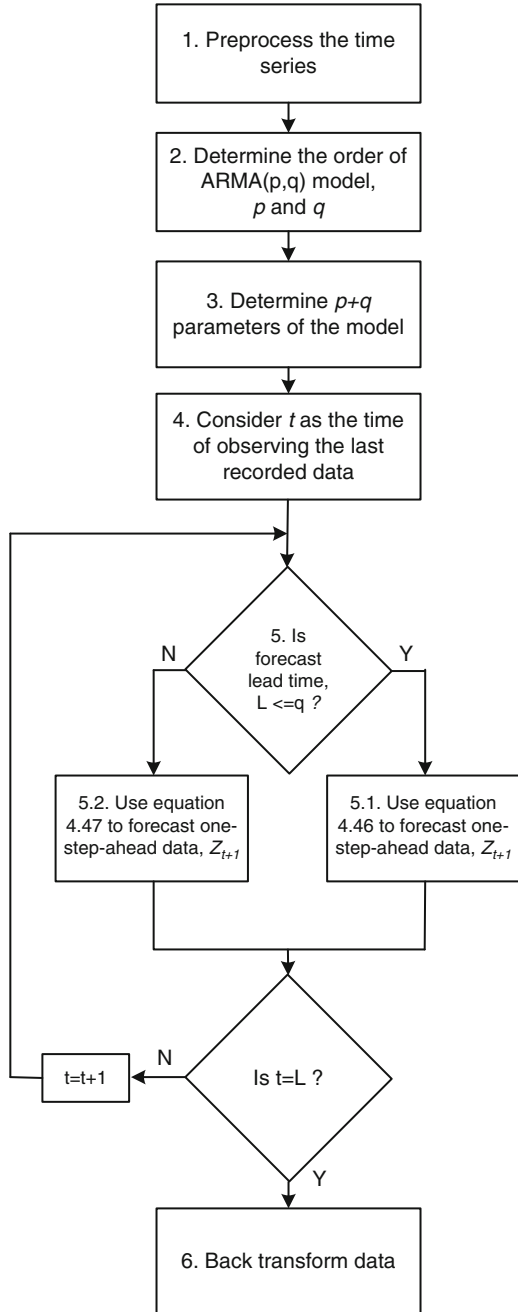 1. Preprocess the time
series
2. Determine the order of
ARMA(p,q) model,
p and q
3. Determine p+q
parameters of the model
4. Consider t as the time
of observing the last
recorded data
5. Is
forecast
lead time,
L <=q ?
N
Y
5.2. Use equation
4.47 to forecast one-
step-ahead data, Zt+1
5.1. Use equation
4.46 to forecast one-
step-ahead data, Zt+1
Is t=L ?
N
t=t+1
Y
6. Back transform data